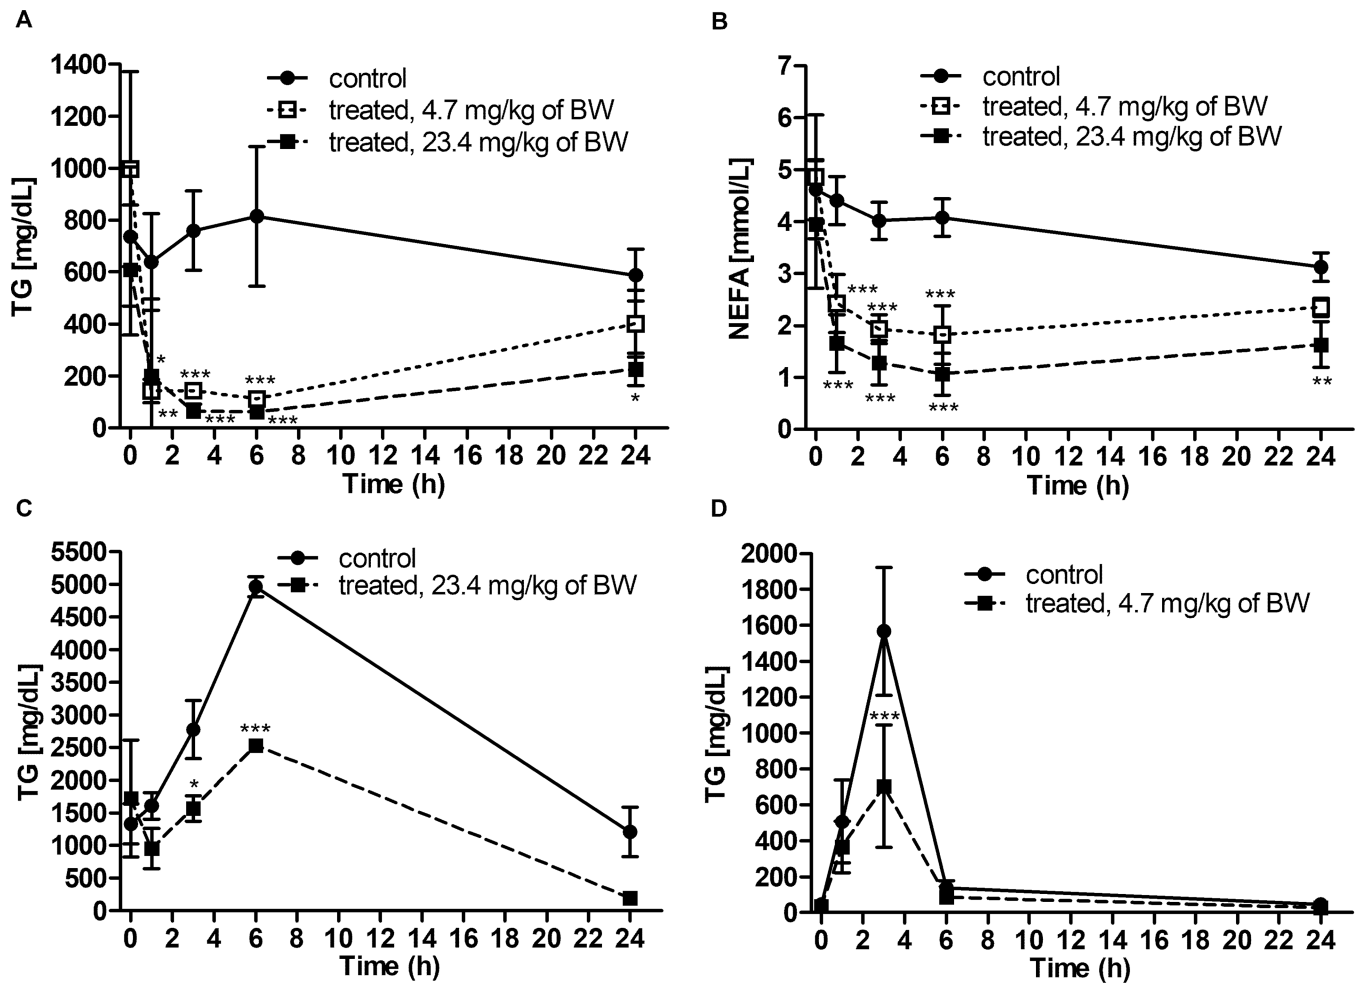 A
TG [mg/dL]
1400
1200
1000
800
600
400
200
0
control
treated, 4.7 mg/kg of BW
treated, 23.4 mg/kg of BW
*
**
***
***
***
***
*
0 2 4 6 8 10 12 14 16 18 20 22 24
Time (h)
B
NEFA [mmol/L]
7
6
5
4
3
2
1
0
control
treated, 4.7 mg/kg of BW
treated, 23.4 mg/kg of BW
***
***
***
***
***
***
**
0 2 4 6 8 10 12 14 16 18 20 22 24
Time (h)
C
TG [mg/dL]
5500
5000
4500
4000
3500
3000
2500
2000
1500
1000
500
0
control
treated, 23.4 mg/kg of BW
***
*
0 2 4 6 8 10 12 14 16 18 20 22 24
Time (h)
D
TG [mg/dL]
2000
1800
1600
1400
1200
1000
800
600
400
200
0
control
treated, 4.7 mg/kg of BW
***
0 2 4 6 8 10 12 14 16 18 20 22 24
Time (h)